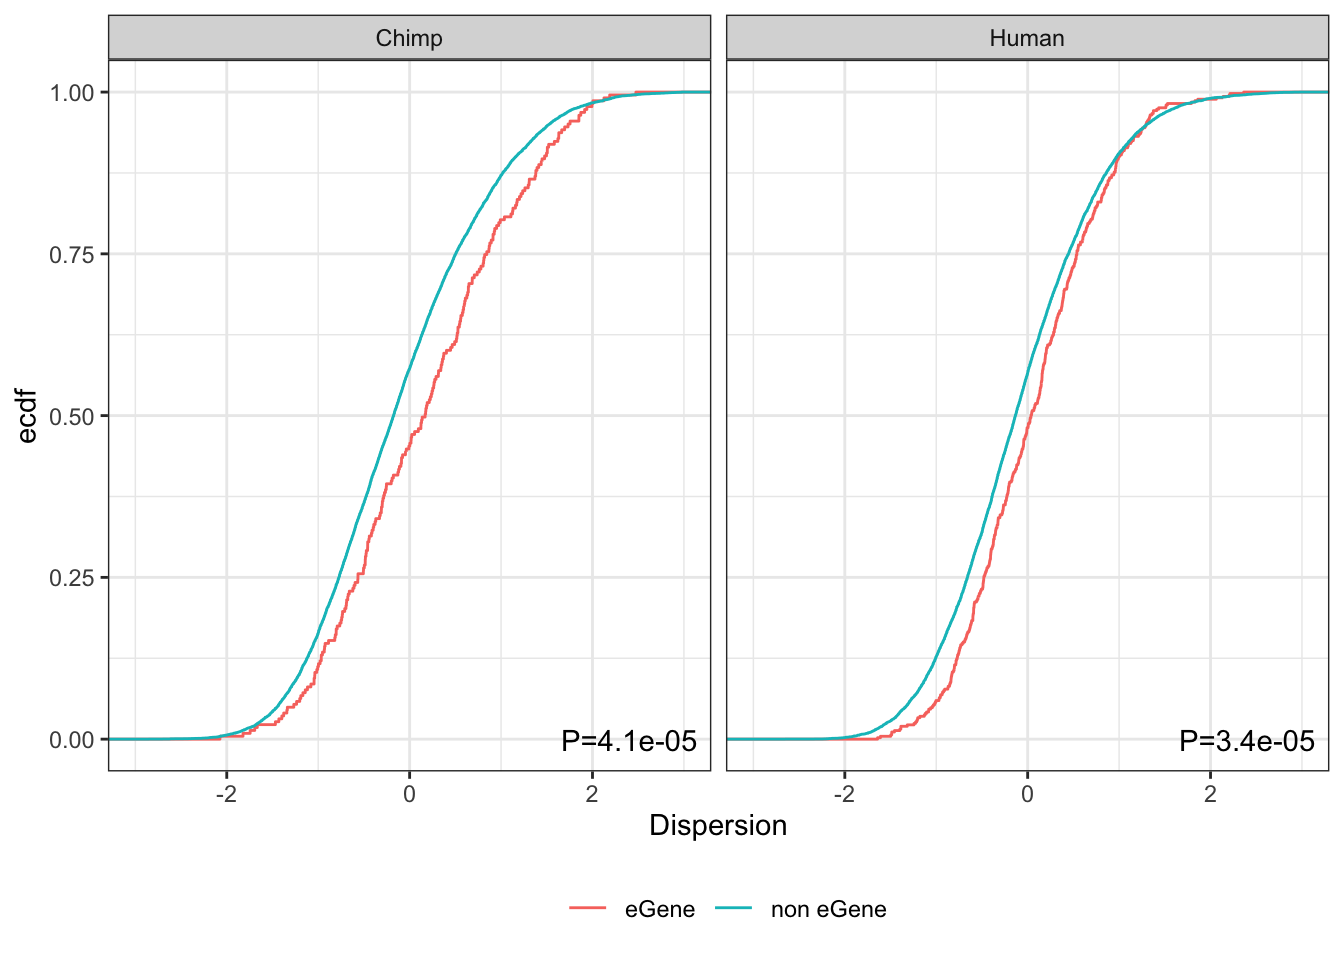 Chimp
Human
1.00
0.75
0.50
0.25
0.00
ecdf
P=4.1e-05
P=3.4e-05
-2 0 2
-2 0 2
Dispersion
eGene non eGene